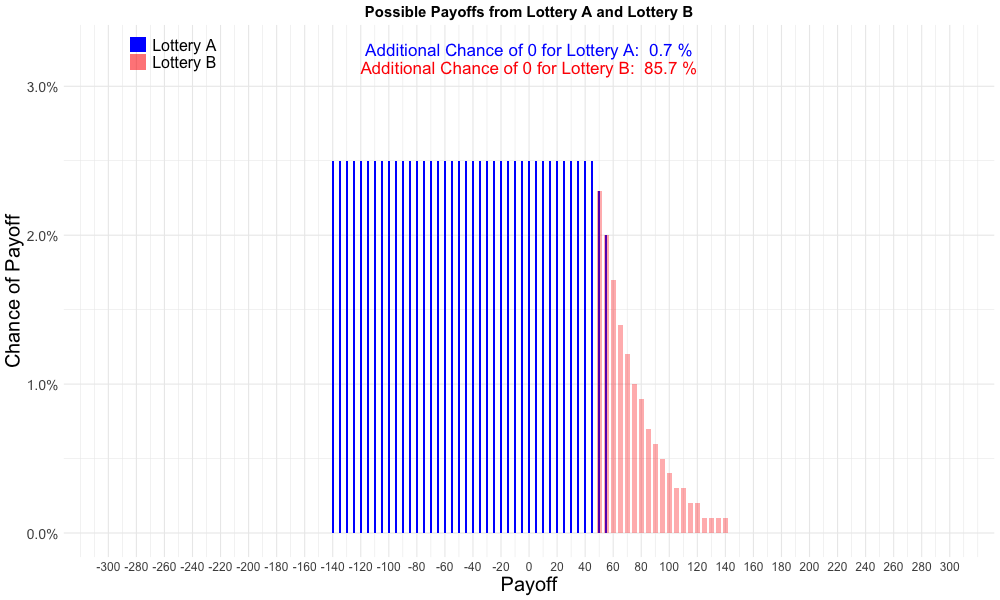 Possible Payoffs from Lottery A and Lottery B
Lottery A
Lottery B
Additional Chance of 0 for Lottery A:  0.7 %
Additional Chance of 0 for Lottery B:  85.7 %
Chance of Payoff
3.0%
2.0%
1.0%
0.0%
-300 -280 -260 -240 -220 -200 -180 -160 -140 -120 -100 -80 -60 -40 -20 0 20 40 60 80 100 120 140 160 180 200 220 240 260 280 300
Payoff